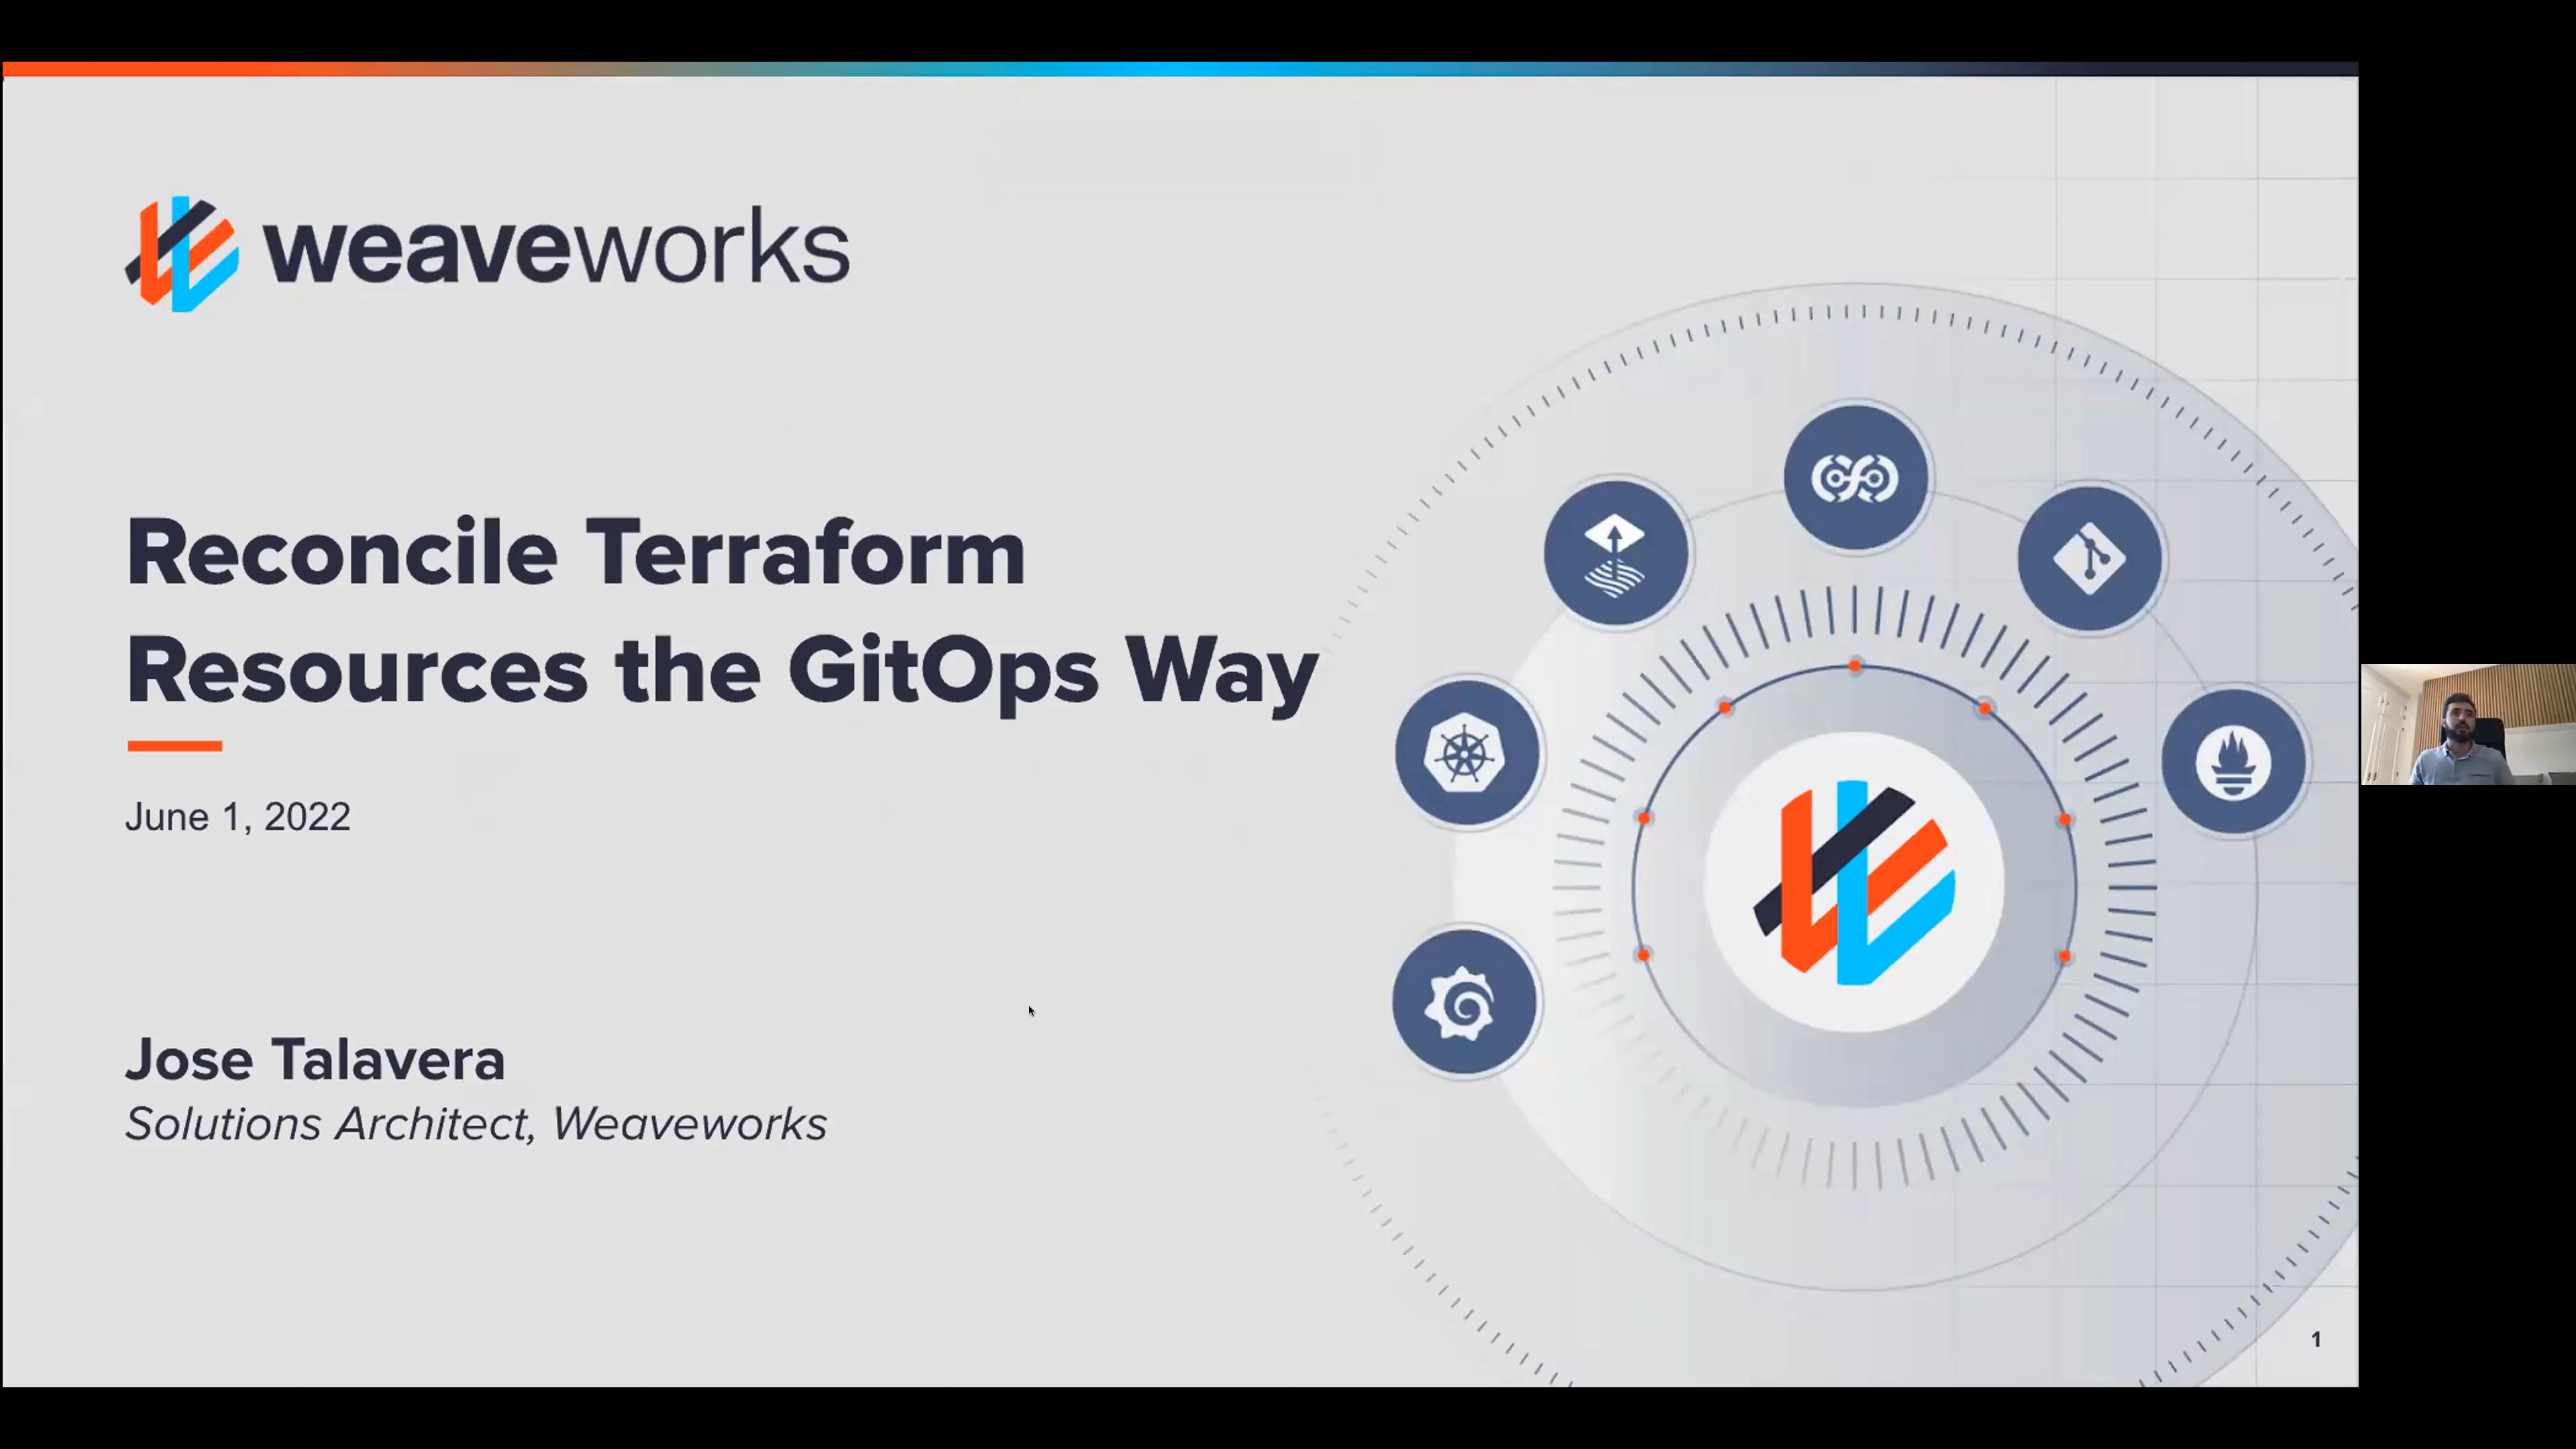 weaveworks
Reconcile Terraform
Resources the GitOps Way
June 1, 2022
Jose Talavera
Solutions Architect, Weaveworks
1